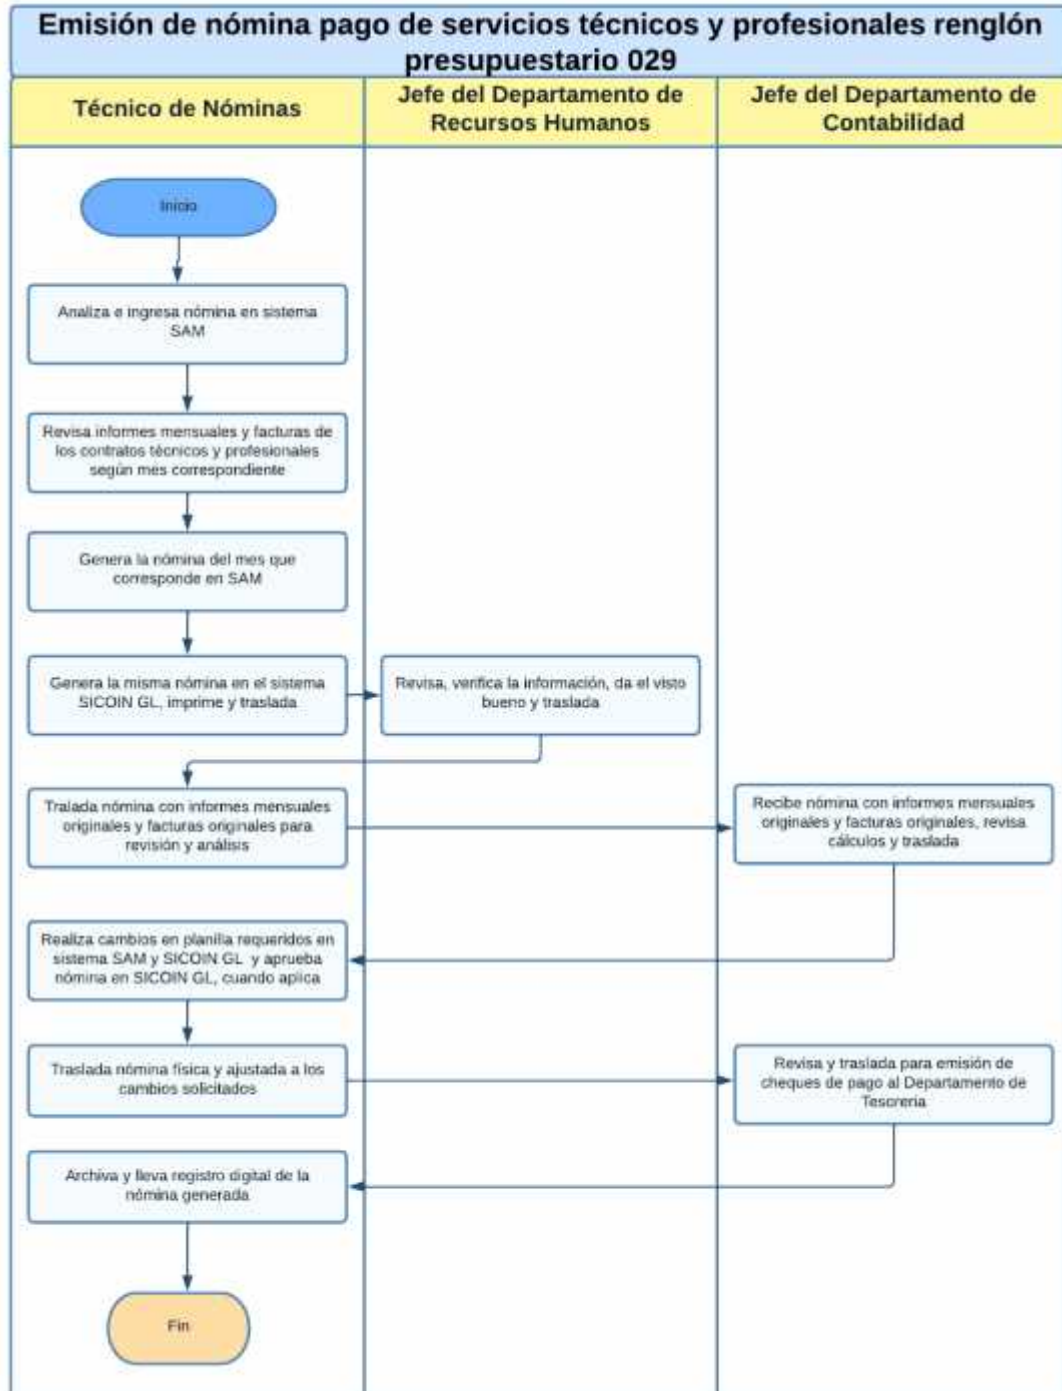 Emisión de nómina pago de servicios técnicos y profesionales renglón
presupuestario 029
Técnico de Nóminas
Jefe del Departamento de
Recursos Humanos
Jefe del Departamento de
Contabilidad
Inicio
Analiza e ingresa nómina en sistema
SAM
Revisa informes mensuales y facturas de
los contratos técnicos y profesionales
según mes correspondiente
Genera la nómina del mes que
corresponde en SAM
Genera la misma nómina en el sistema
SICOIN GL, imprime y traslada
Revisa, verifica la información, da el visto
bueno y traslada
Tralada nómina con informes mensuales
originales y facturas originales para
revisión y análisis
Recibe nómina con informes mensuales
originales y facturas originales, revisa
cálculos y traslada
Realiza cambios en planilla requeridos en
sistema SAM y SICOIN GL y aprueba
nómina en SICOIN GL, cuando aplica
Traslada nómina física y ajustada a los
cambios solicitados
Revisa y traslada para emisión de
cheques de pago al Departamento de
Tesorería
Archiva y lleva registro digital de la
nómina generada
Fin